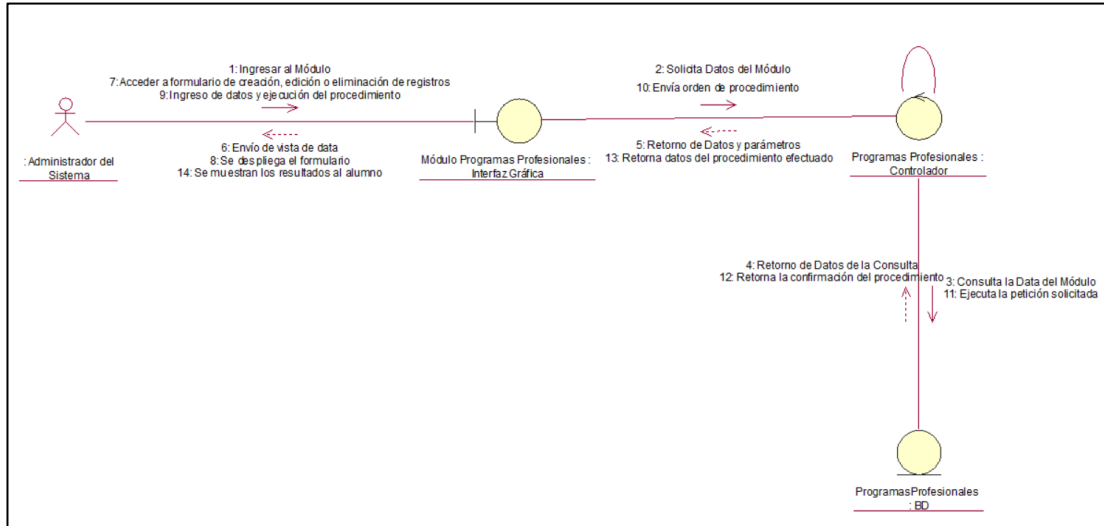 1: Ingresar al Módulo
7: Acceder a formulario de creación, edición o eliminación de registros
9: Ingreso de datos y ejecución del procedimiento
6: Envío de vista de data
8: Se despliega el formulario
14: Se muestran los resultados al alumno
: Administrador del
Sistema
2: Solicita Datos del Módulo
10: Envía orden de procedimiento
5: Retorno de Datos y parámetros
13: Retorna datos del procedimiento efectuado
Módulo Programas Profesionales :
Interfaz Gráfica
Programas Profesionales :
Controlador
4: Retorno de Datos de la Consulta
12: Retorna la confirmación del procedimiento
3: Consulta la Data del Módulo
11: Ejecuta la petición solicitada
ProgramasProfesionales
: BD